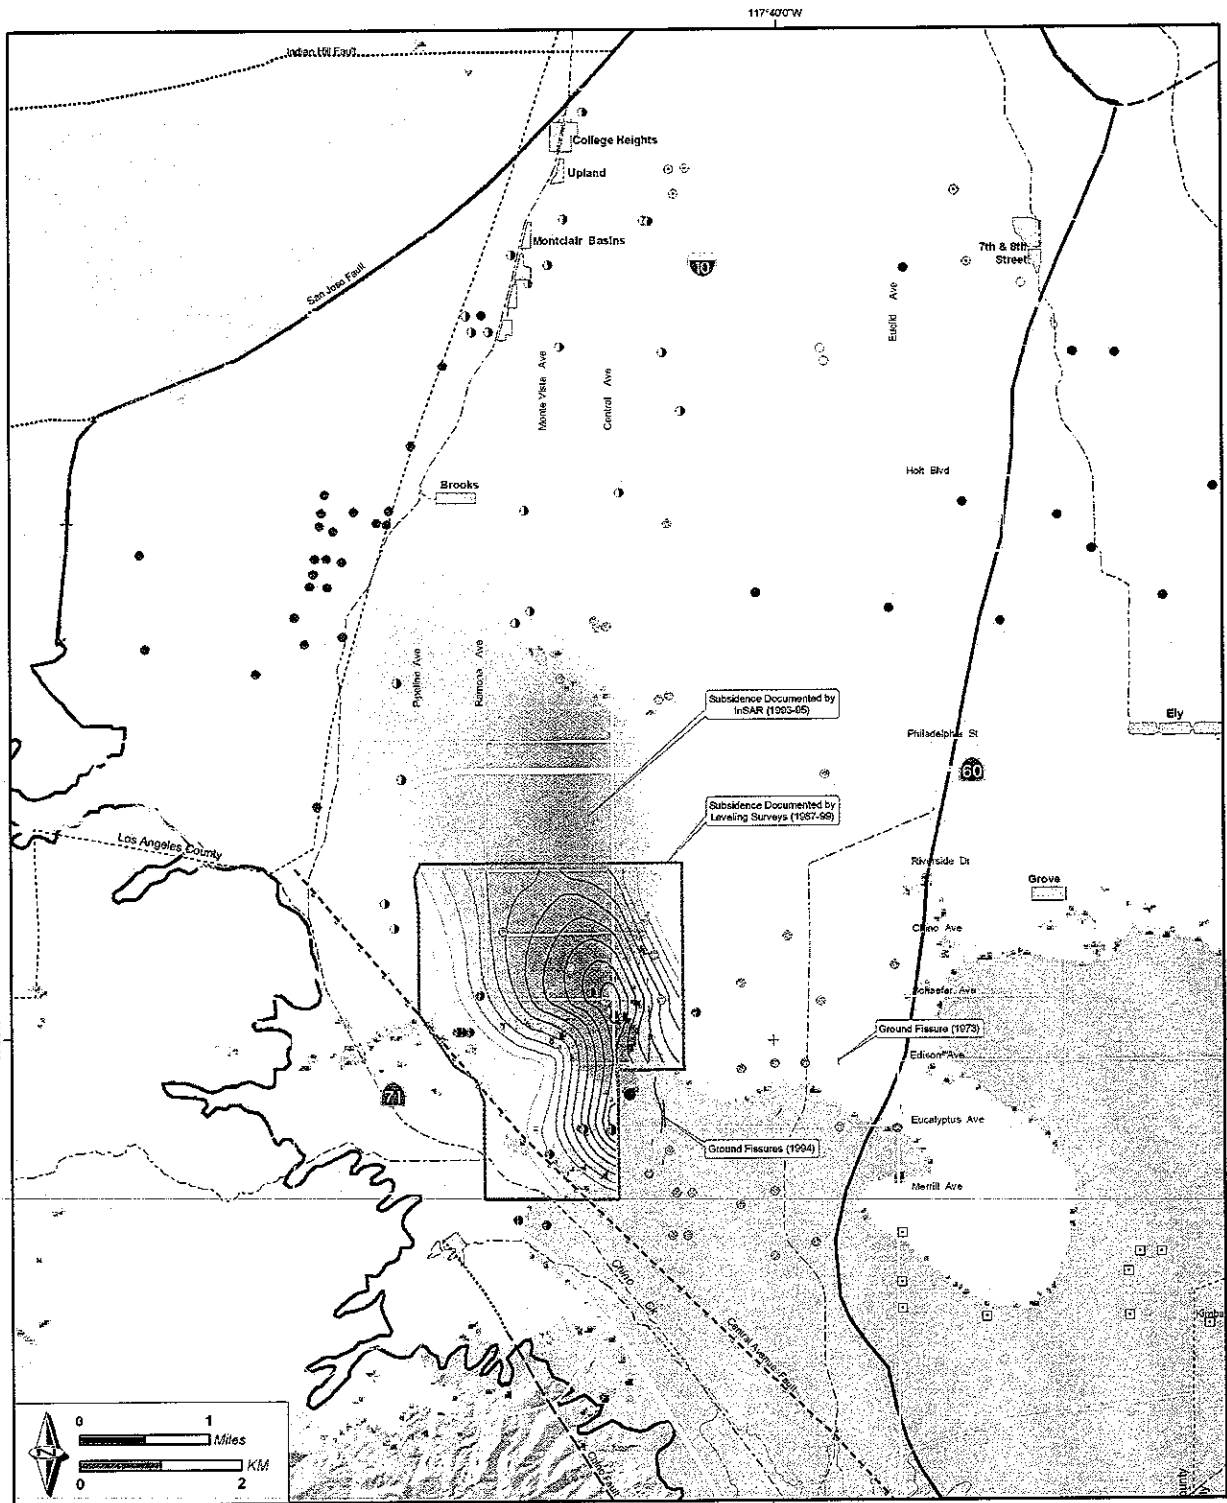 117°40'0"W
Indian Hill Fault
College Heights
Upland
Montclair Basins
7th & 8th
Street
10
San Jose Fault
Euclid Ave
Monte Vista Ave
Central Ave
Holt Blvd
Brooks
Pipeline Ave
Ramona Ave
Subsidence Documented by
InSAR (1993-95)
Ely
Philadelphia St
60
Subsidence Documented by
Leveling Surveys (1987-99)
Los Angeles County
Riverside Dr
Grove
Chino Ave
Schaefer Ave
Ground Fissure (1973)
Edison Ave
71
Eucalyptus Ave
Ground Fissures (1994)
Merrill Ave
Chino Ck
Central Avenue Fault
Chino Fault
0 1
Miles
KM
0 2
N